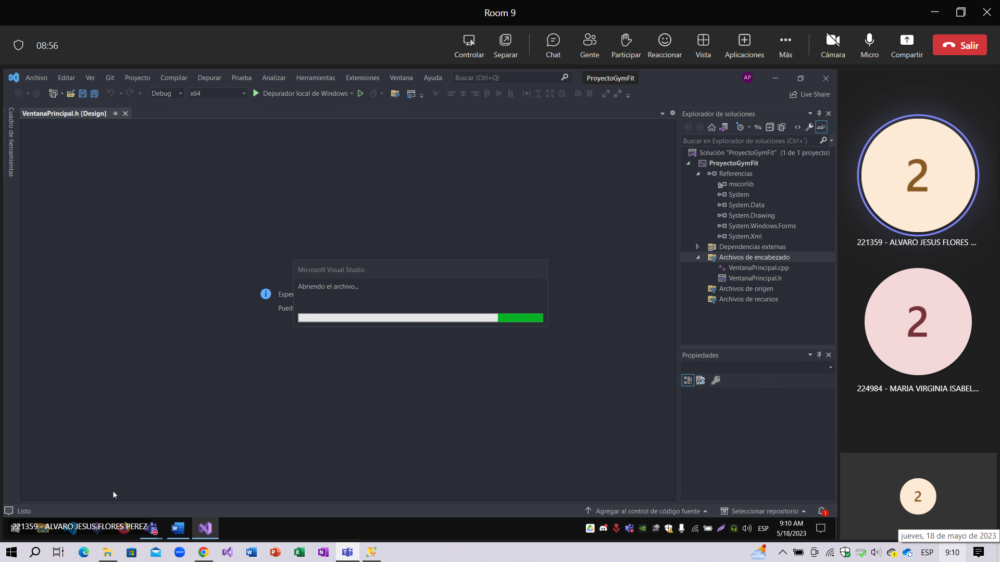 Room 9
08:56
Controlar
Separar
Chat
Gente
Participar
Reaccionar
Vista
Aplicaciones
Más
Cámara
Micro
Compartir
Salir
Archivo Editar Ver Git Proyecto Compilar Depurar Prueba Analizar Herramientas Extensiones Ventana Ayuda
Buscar (Ctrl+Q)
ProyectoGymFit
AP
Debug
x64
Depurador local de Windows
Live Share
Cuadro de herramientas
VentanaPrincipal.h [Design]
Explorador de soluciones
Buscar en Explorador de soluciones (Ctrl+´)
Solución "ProyectoGymFit" (1 de 1 proyecto)
ProyectoGymFit
Referencias
mscorlib
System
System.Data
System.Drawing
System.Windows.Forms
System.Xml
Dependencias externas
Archivos de encabezado
VentanaPrincipal.cpp
VentanaPrincipal.h
Archivos de origen
Archivos de recursos
Microsoft Visual Studio
Abriendo el archivo...
Esper
Pued
Propiedades
Listo
Agregar al control de código fuente
Seleccionar repositorio
1
221359 - ALVARO JESUS FLORES PEREZ
ESP
9:10 AM
5/18/2023
2
221359 - ALVARO JESUS FLORES ...
2
224984 - MARIA VIRGINIA ISABEL...
2
jueves, 18 de mayo de 2023
zoom
ESP
9:10